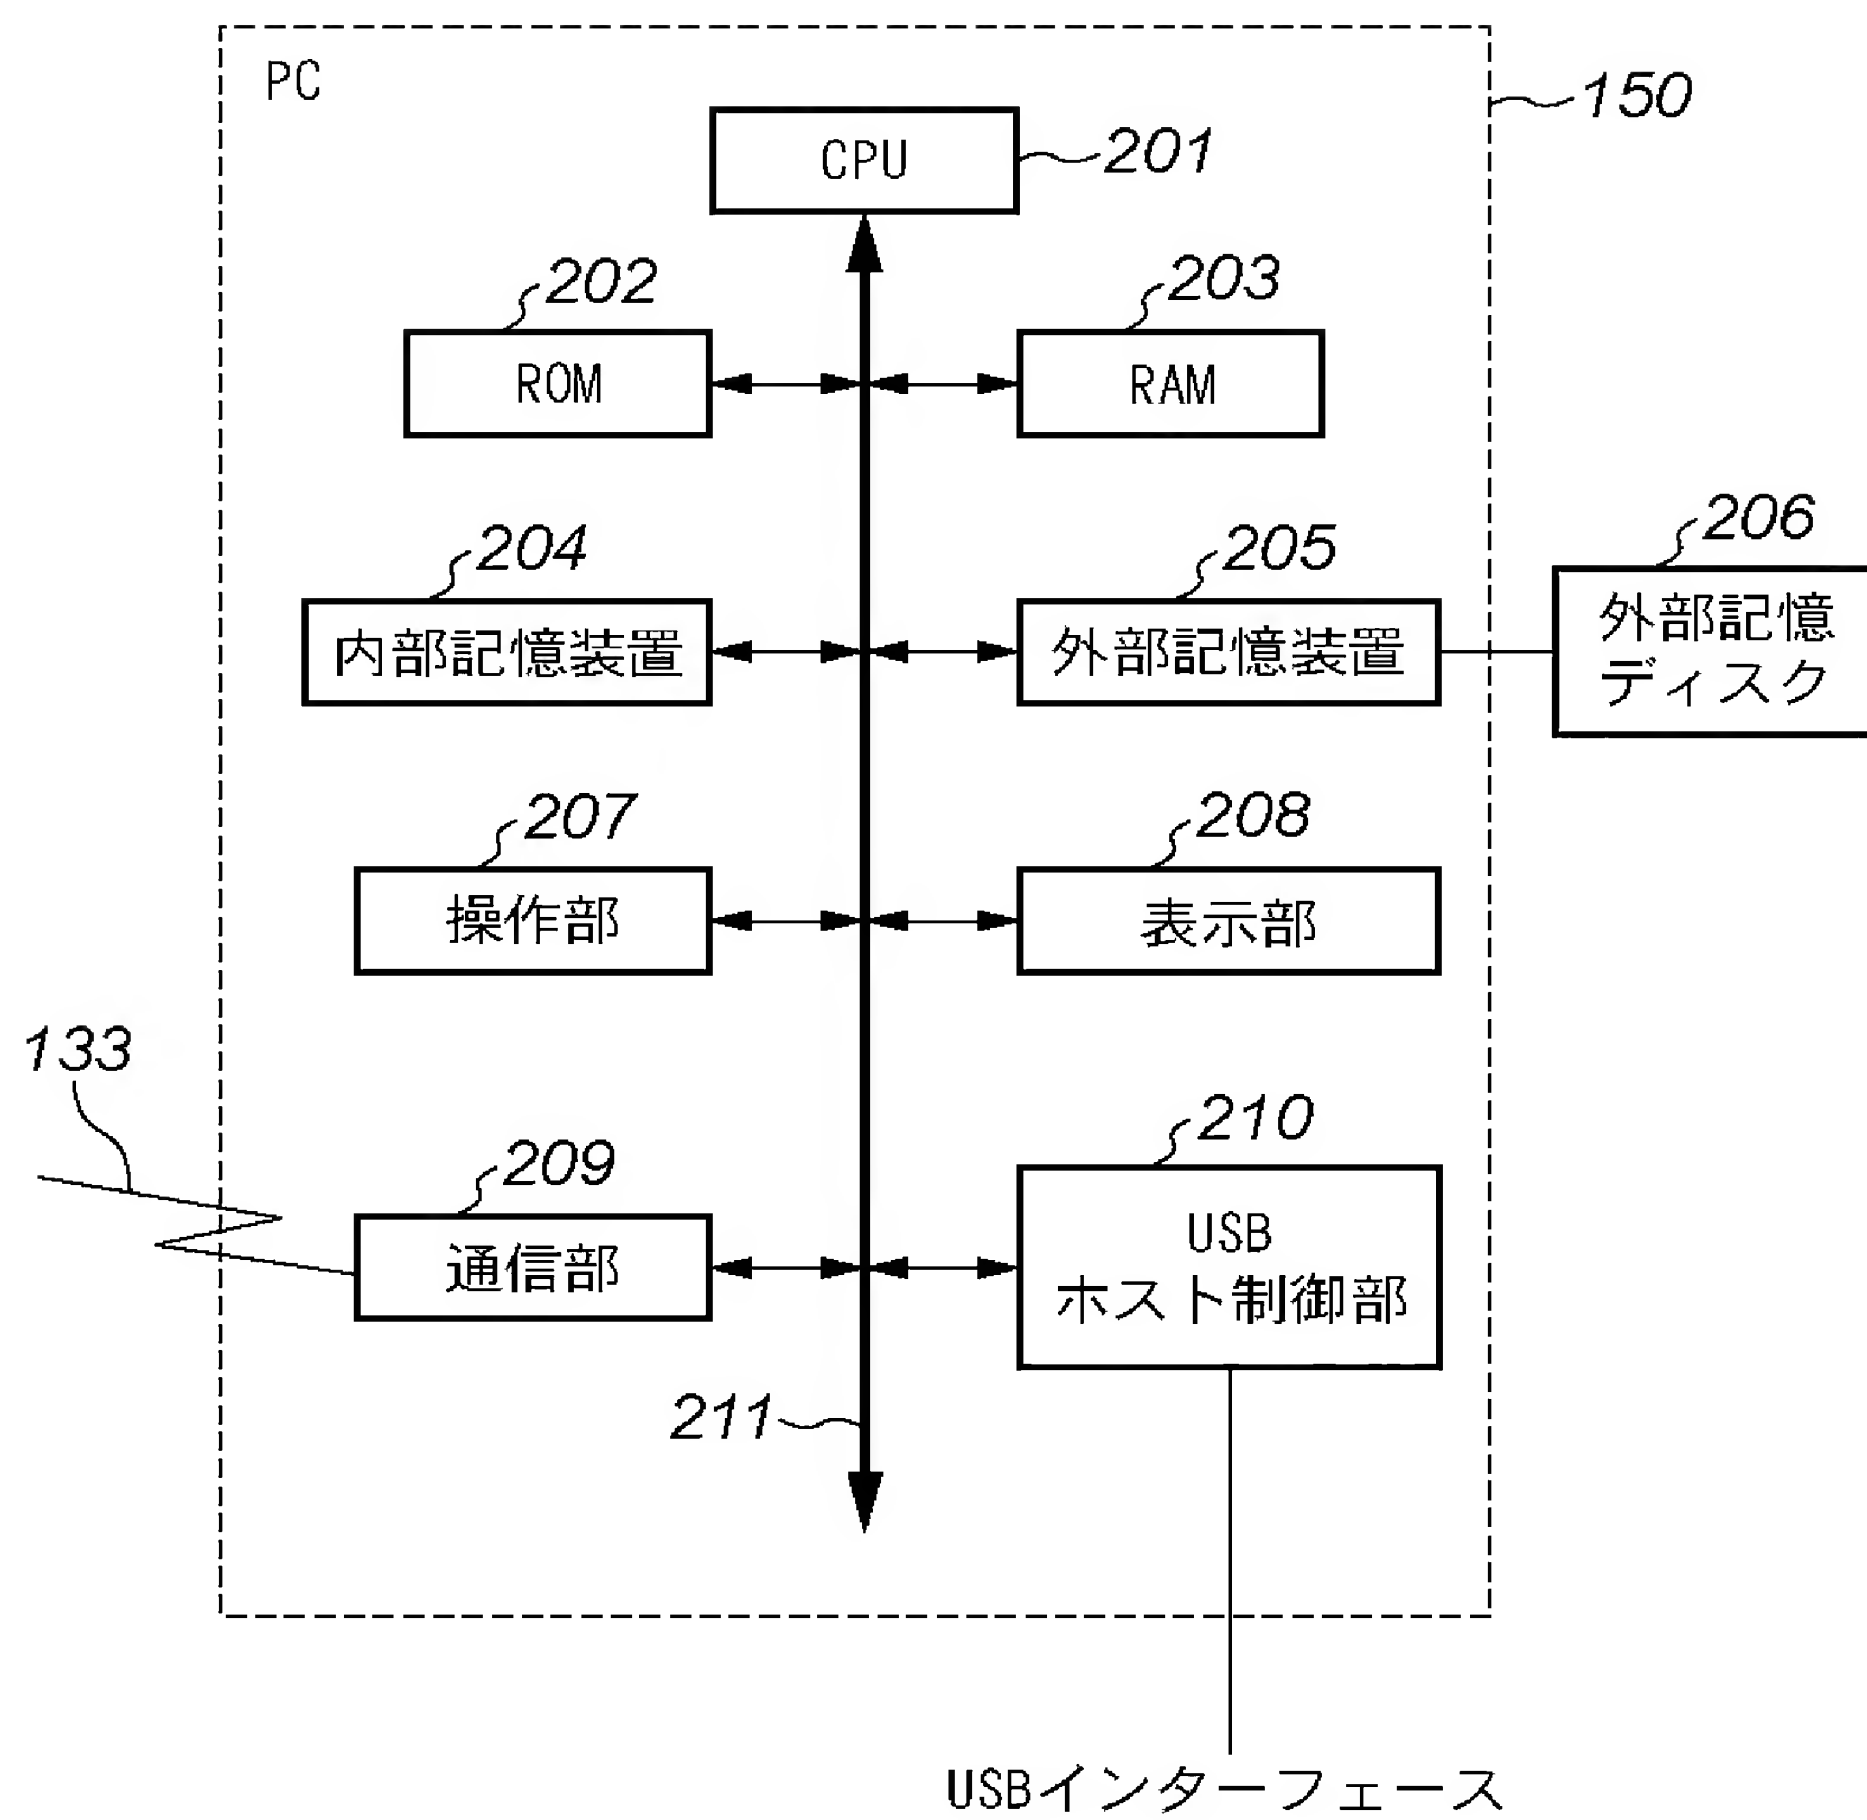 PC
150
CPU
201
202
203
ROM
RAM
204
205
206
内部記憶装置
外部記憶装置
外部記憶
ディスク
207
208
操作部
表示部
133
209
210
通信部
USB
ホスト制御部
211
USBインターフェース